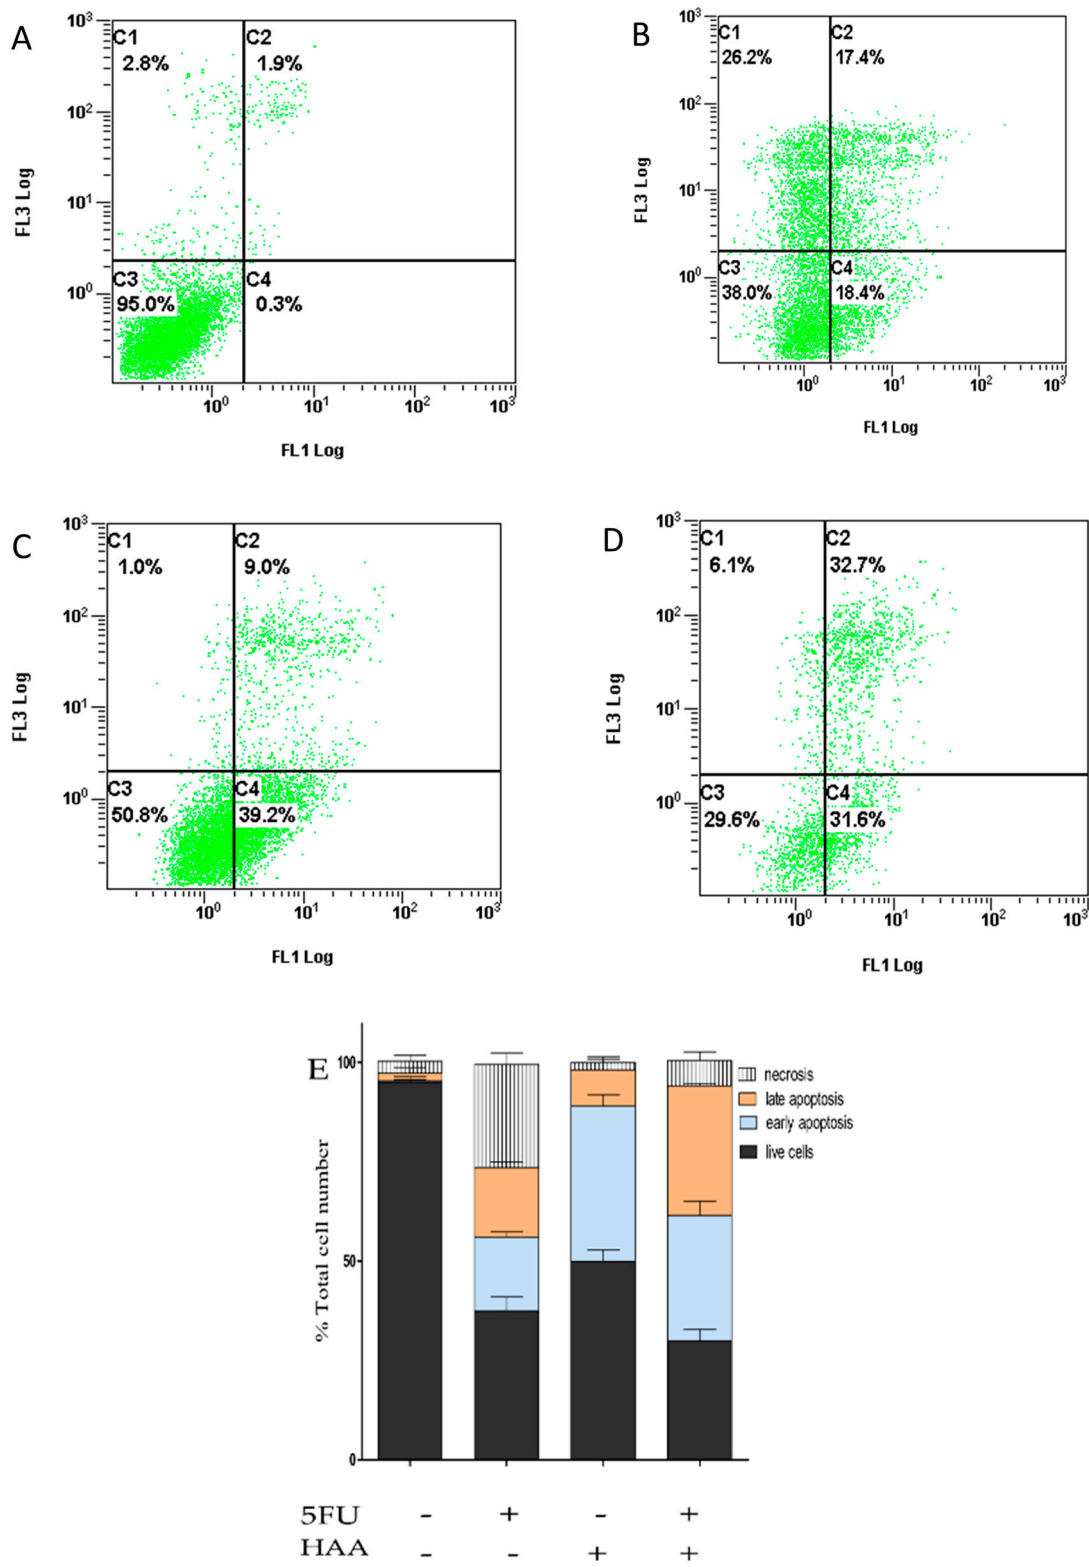 A
10³
C1
C2
2.8%
1.9%
10²
FL3 Log
10¹
C3
C4
10⁰
95.0%
0.3%
10⁰ 10¹ 10² 10³
FL1 Log
B
10³
C1
C2
26.2%
17.4%
10²
FL3 Log
10¹
C3
C4
10⁰
38.0%
18.4%
10⁰ 10¹ 10² 10³
FL1 Log
C
10³
C1
C2
1.0%
9.0%
10²
FL3 Log
10¹
C3
C4
10⁰
50.8%
39.2%
10⁰ 10¹ 10² 10³
FL1 Log
D
10³
C1
C2
6.1%
32.7%
10²
FL3 Log
10¹
C3
C4
10⁰
29.6%
31.6%
10⁰ 10¹ 10² 10³
FL1 Log
E
100
50
0
% Total cell number
necrosis
late apoptosis
early apoptosis
live cells
5FU - + - +
HAA - - + +